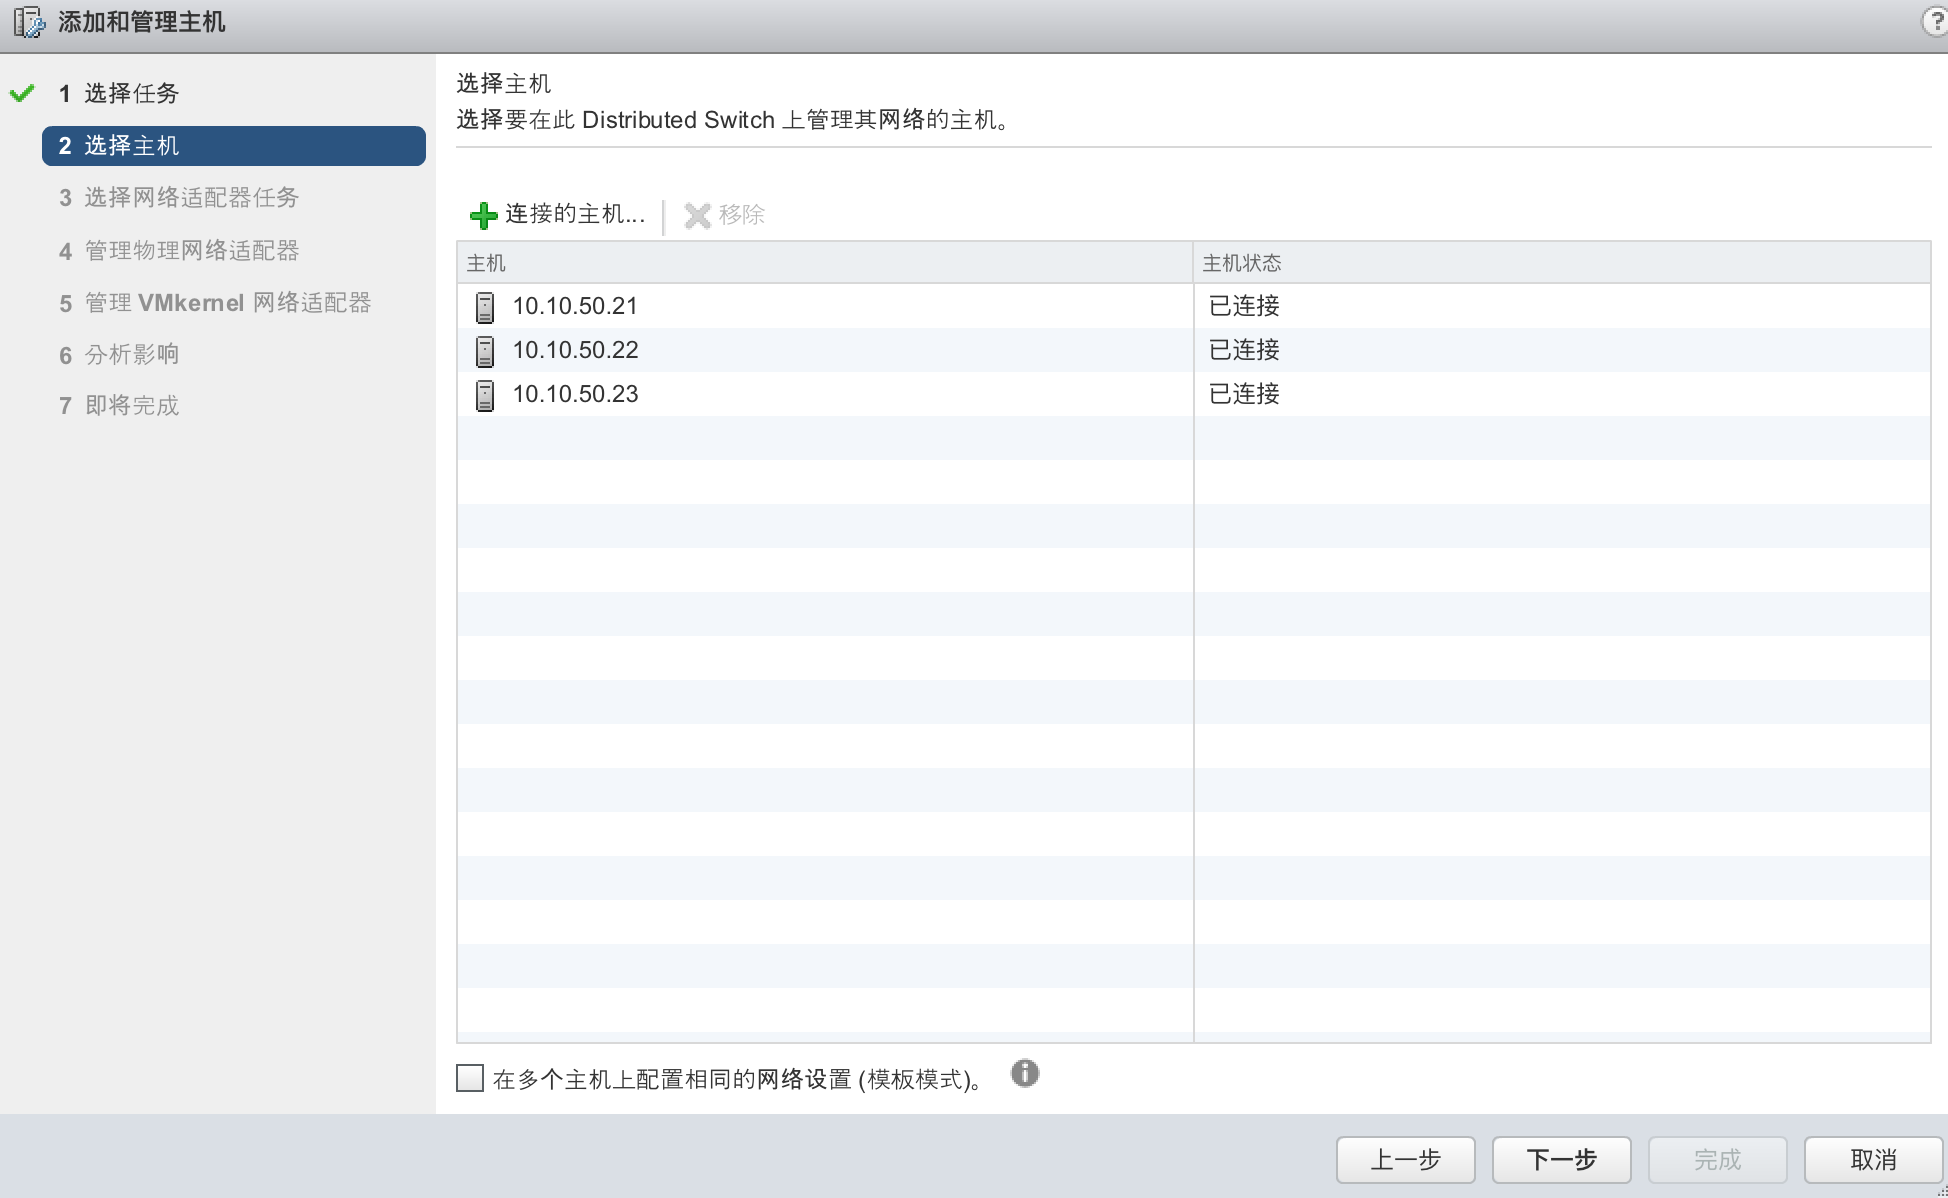 添加和管理主机
?
1 选择任务
2 选择主机
3 选择网络适配器任务
4 管理物理网络适配器
5 管理 VMkernel 网络适配器
6 分析影响
7 即将完成
选择主机
选择要在此 Distributed Switch 上管理其网络的主机。
连接的主机... 移除
主机 主机状态
10.10.50.21 已连接
10.10.50.22 已连接
10.10.50.23 已连接
在多个主机上配置相同的网络设置 (模板模式)。
上一步 下一步 完成 取消